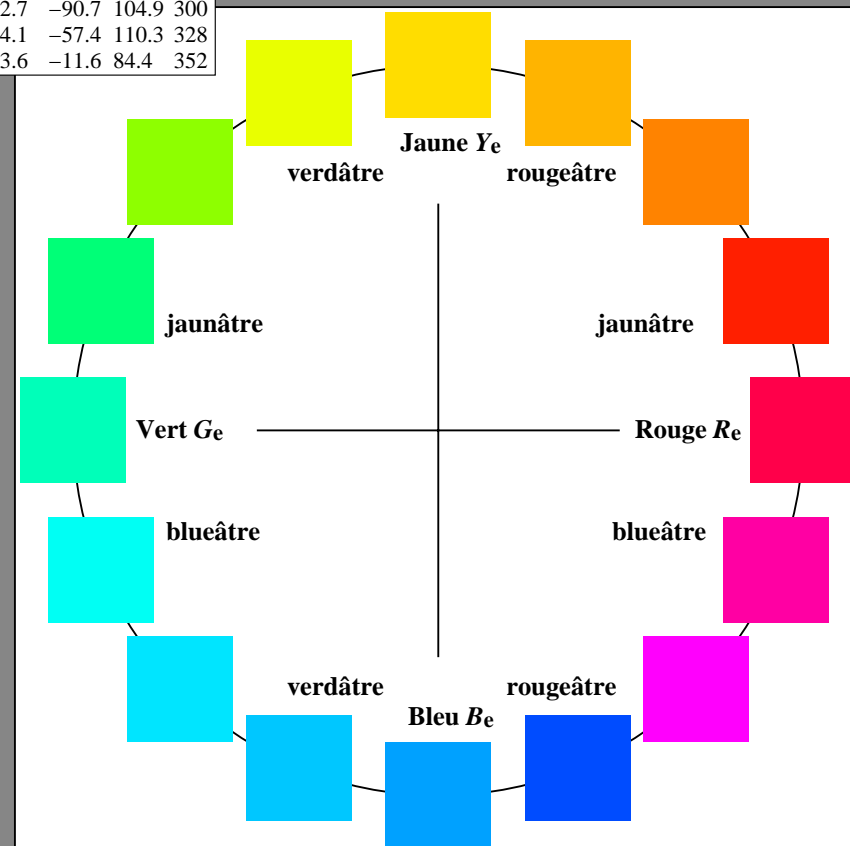 2.7 −90.7 104.9 300
4.1 −57.4 110.3 328
3.6 −11.6 84.4 352
Jaune Ye
verdâtre rougeâtre
jaunâtre jaunâtre
Vert Ge Rouge Re
blueâtre blueâtre
verdâtre rougeâtre
Bleu Be